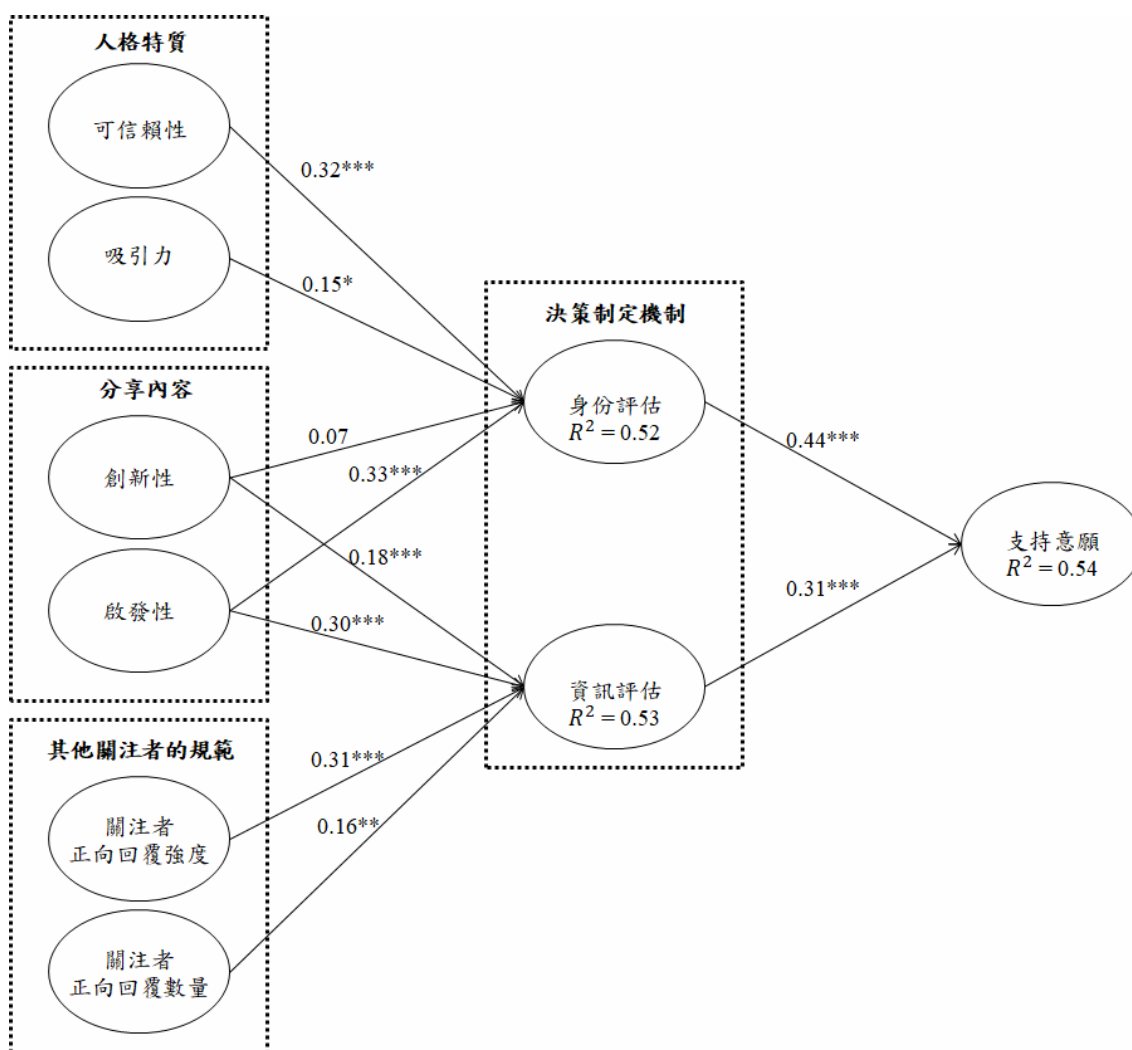 人格特質
可信賴性
吸引力
分享內容
創新性
啟發性
其他關注者的規範
關注者
正向回覆強度
關注者
正向回覆數量
0.32***
0.15*
0.07
0.33***
0.18***
0.30***
0.31***
0.16**
決策制定機制
身份評估
R² = 0.52
資訊評估
R² = 0.53
0.44***
0.31***
支持意願
R² = 0.54